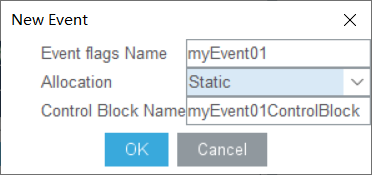 New Event
Event flags Name myEvent01
Allocation Static
Control Block Name myEvent01ControlBlock
OK Cancel